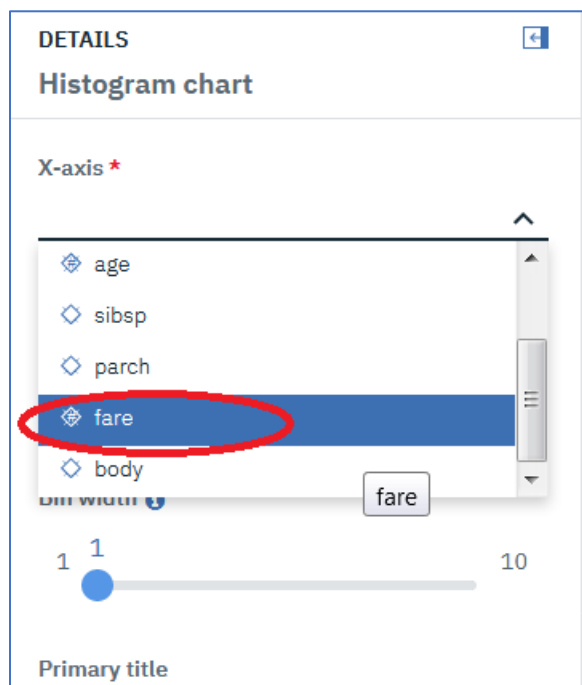 DETAILS
Histogram chart
X-axis *
age
sibsp
parch
fare
body
Bin width
fare
1
1
10
Primary title